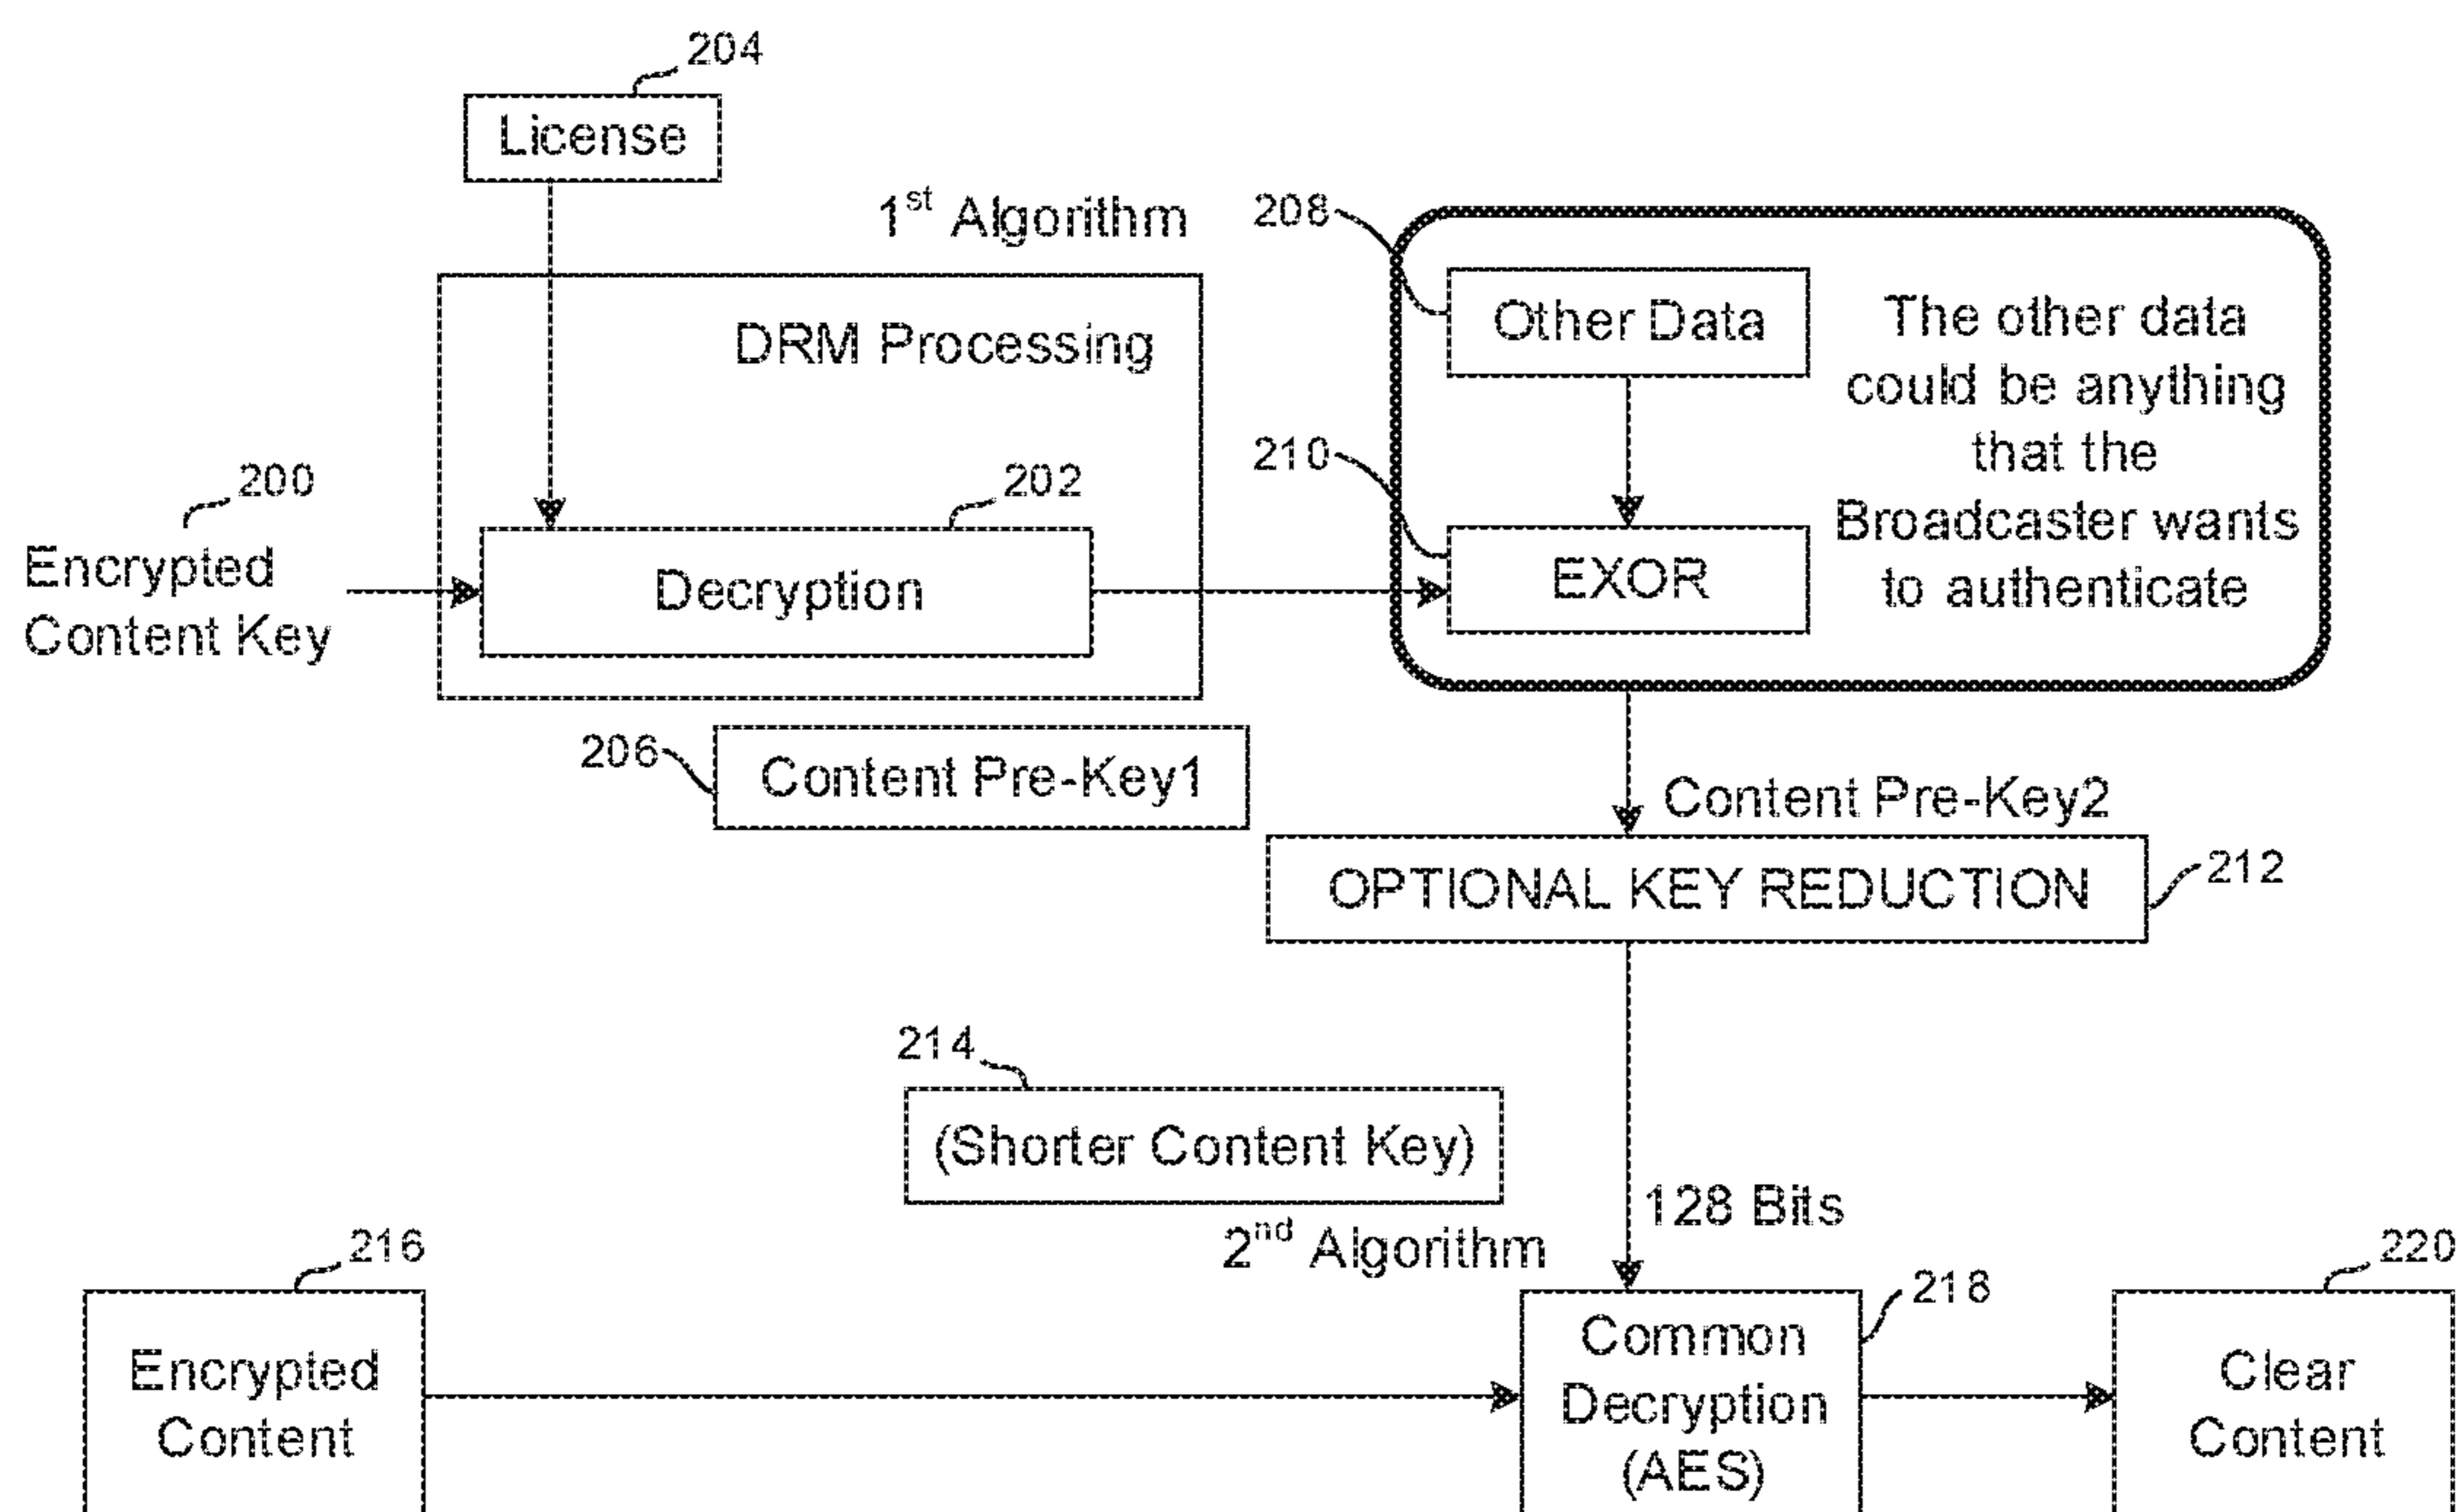 204
License
1st Algorithm
208
Other Data
The other data
could be anything
that the
Broadcaster wants
to authenticate
DRM Processing
210
200
202
Encrypted
Content Key
Decryption
EXOR
206
Content Pre-Key1
Content Pre-Key2
OPTIONAL KEY REDUCTION
212
214
(Shorter Content Key)
128 Bits
2nd Algorithm
216
218
220
Encrypted
Content
Common
Decryption
(AES)
Clear
Content